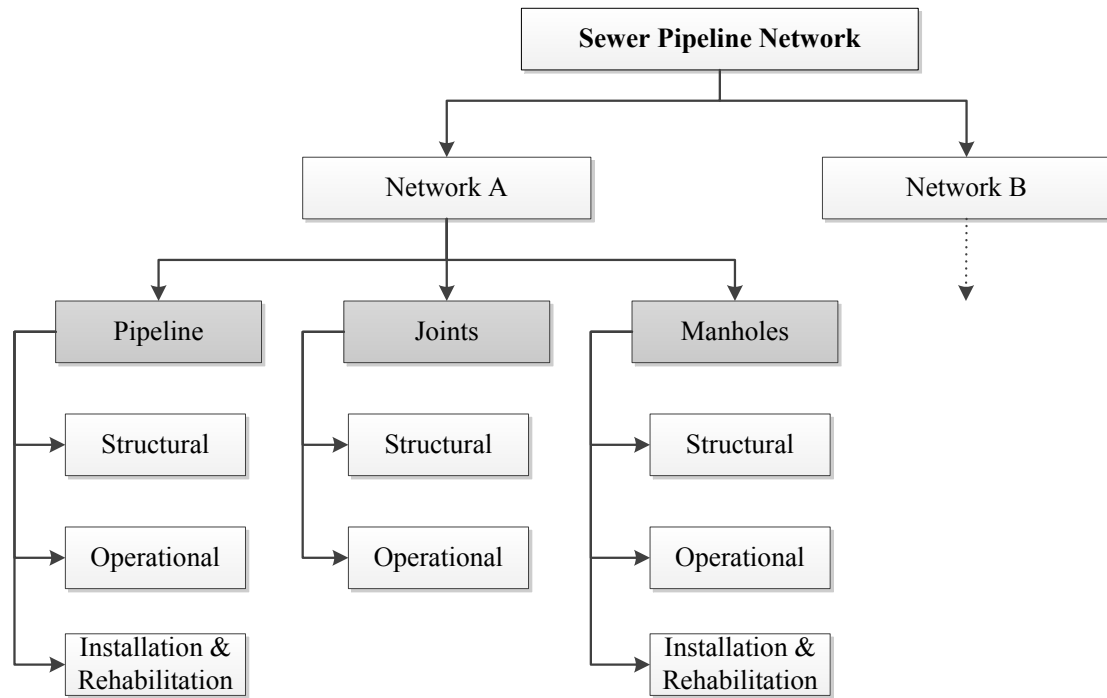 Sewer Pipeline Network
Network A
Network B
Pipeline
Joints
Manholes
Structural
Structural
Structural
Operational
Operational
Operational
Installation &
Rehabilitation
Installation &
Rehabilitation